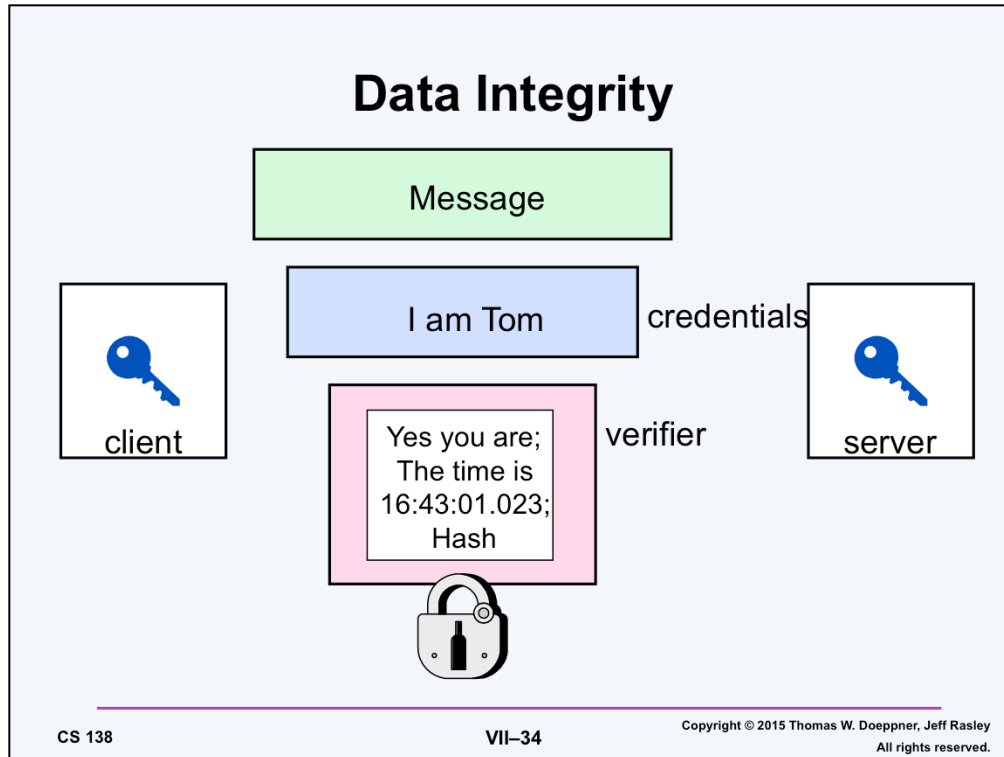 Data Integrity
Message
I am Tom
credentials
client
server
Yes you are;
The time is
16:43:01.023;
Hash
verifier
CS 138
VII–34
Copyright © 2015 Thomas W. Doeppner, Jeff Rasley
All rights reserved.